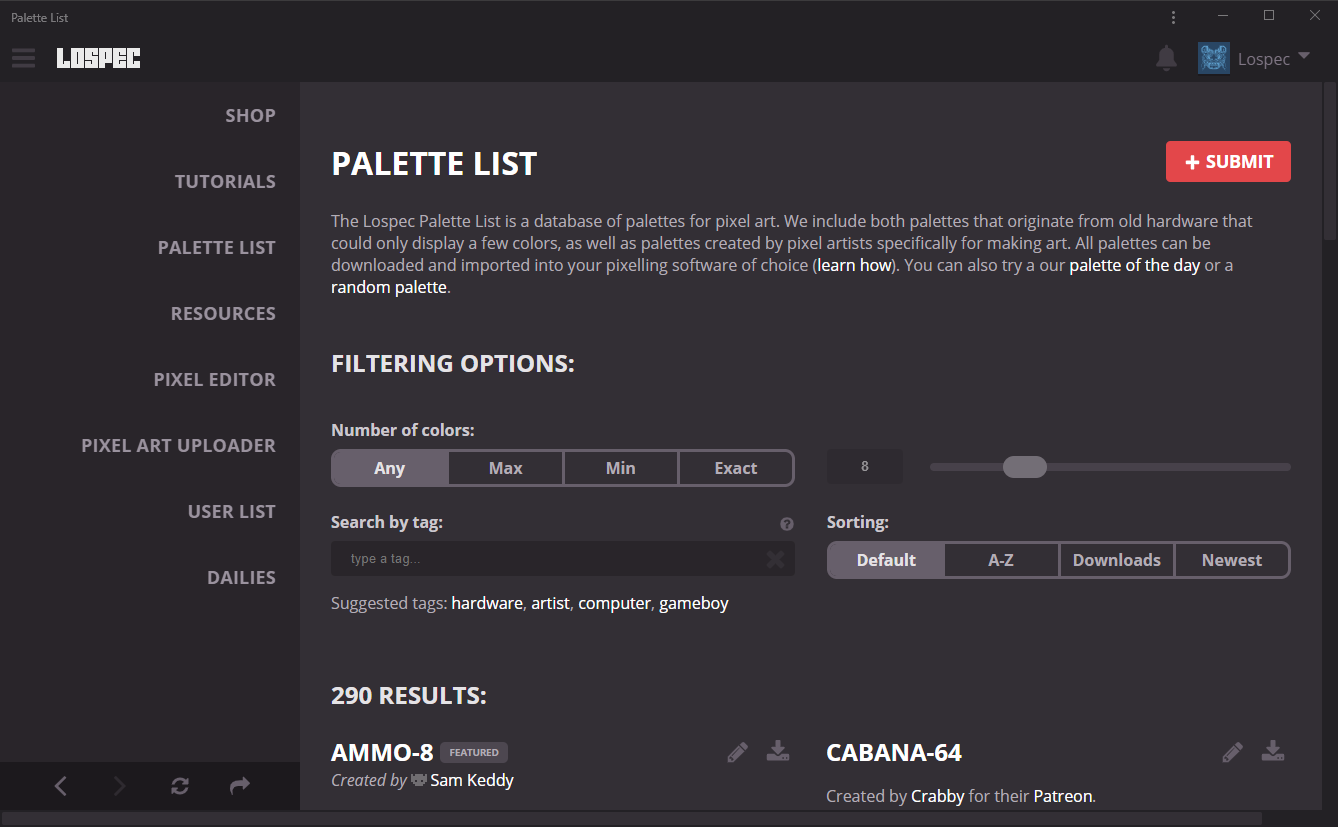 Palette List
LOSPEC
Lospec
SHOP
TUTORIALS
PALETTE LIST
RESOURCES
PIXEL EDITOR
PIXEL ART UPLOADER
USER LIST
DAILIES
PALETTE LIST
+ SUBMIT
The Lospec Palette List is a database of palettes for pixel art. We include both palettes that originate from old hardware that
could only display a few colors, as well as palettes created by pixel artists specifically for making art. All palettes can be
downloaded and imported into your pixelling software of choice (learn how). You can also try a our palette of the day or a
random palette.
FILTERING OPTIONS:
Number of colors:
Any Max Min Exact 8
Search by tag: ?
type a tag...
Sorting:
Default A-Z Downloads Newest
Suggested tags: hardware, artist, computer, gameboy
290 RESULTS:
AMMO-8 FEATURED
Created by Sam Keddy
CABANA-64
Created by Crabby for their Patreon.